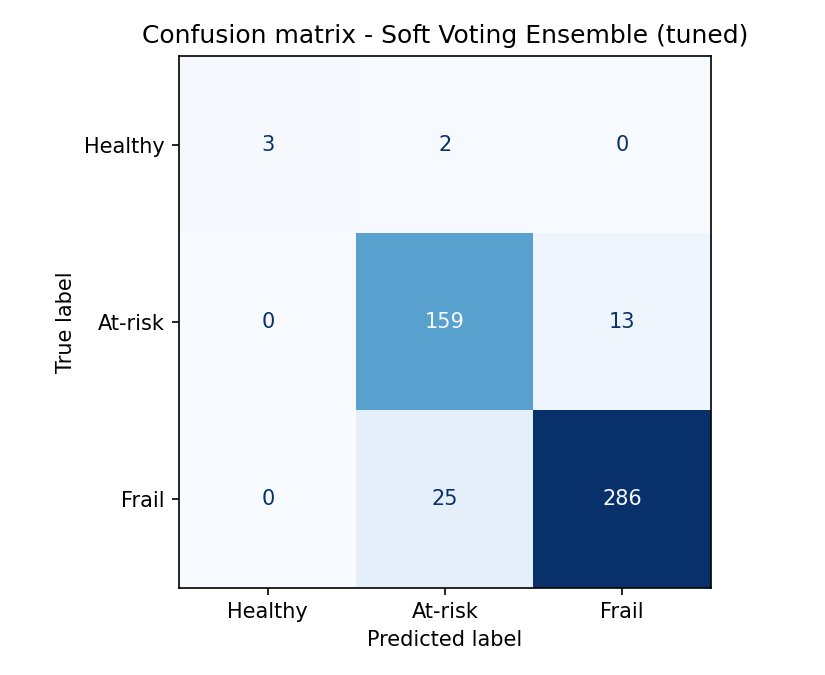 Confusion matrix - Soft Voting Ensemble (tuned)
Healthy 3 2 0
At-risk 0 159 13
Frail 0 25 286
True label
Healthy At-risk Frail
Predicted label